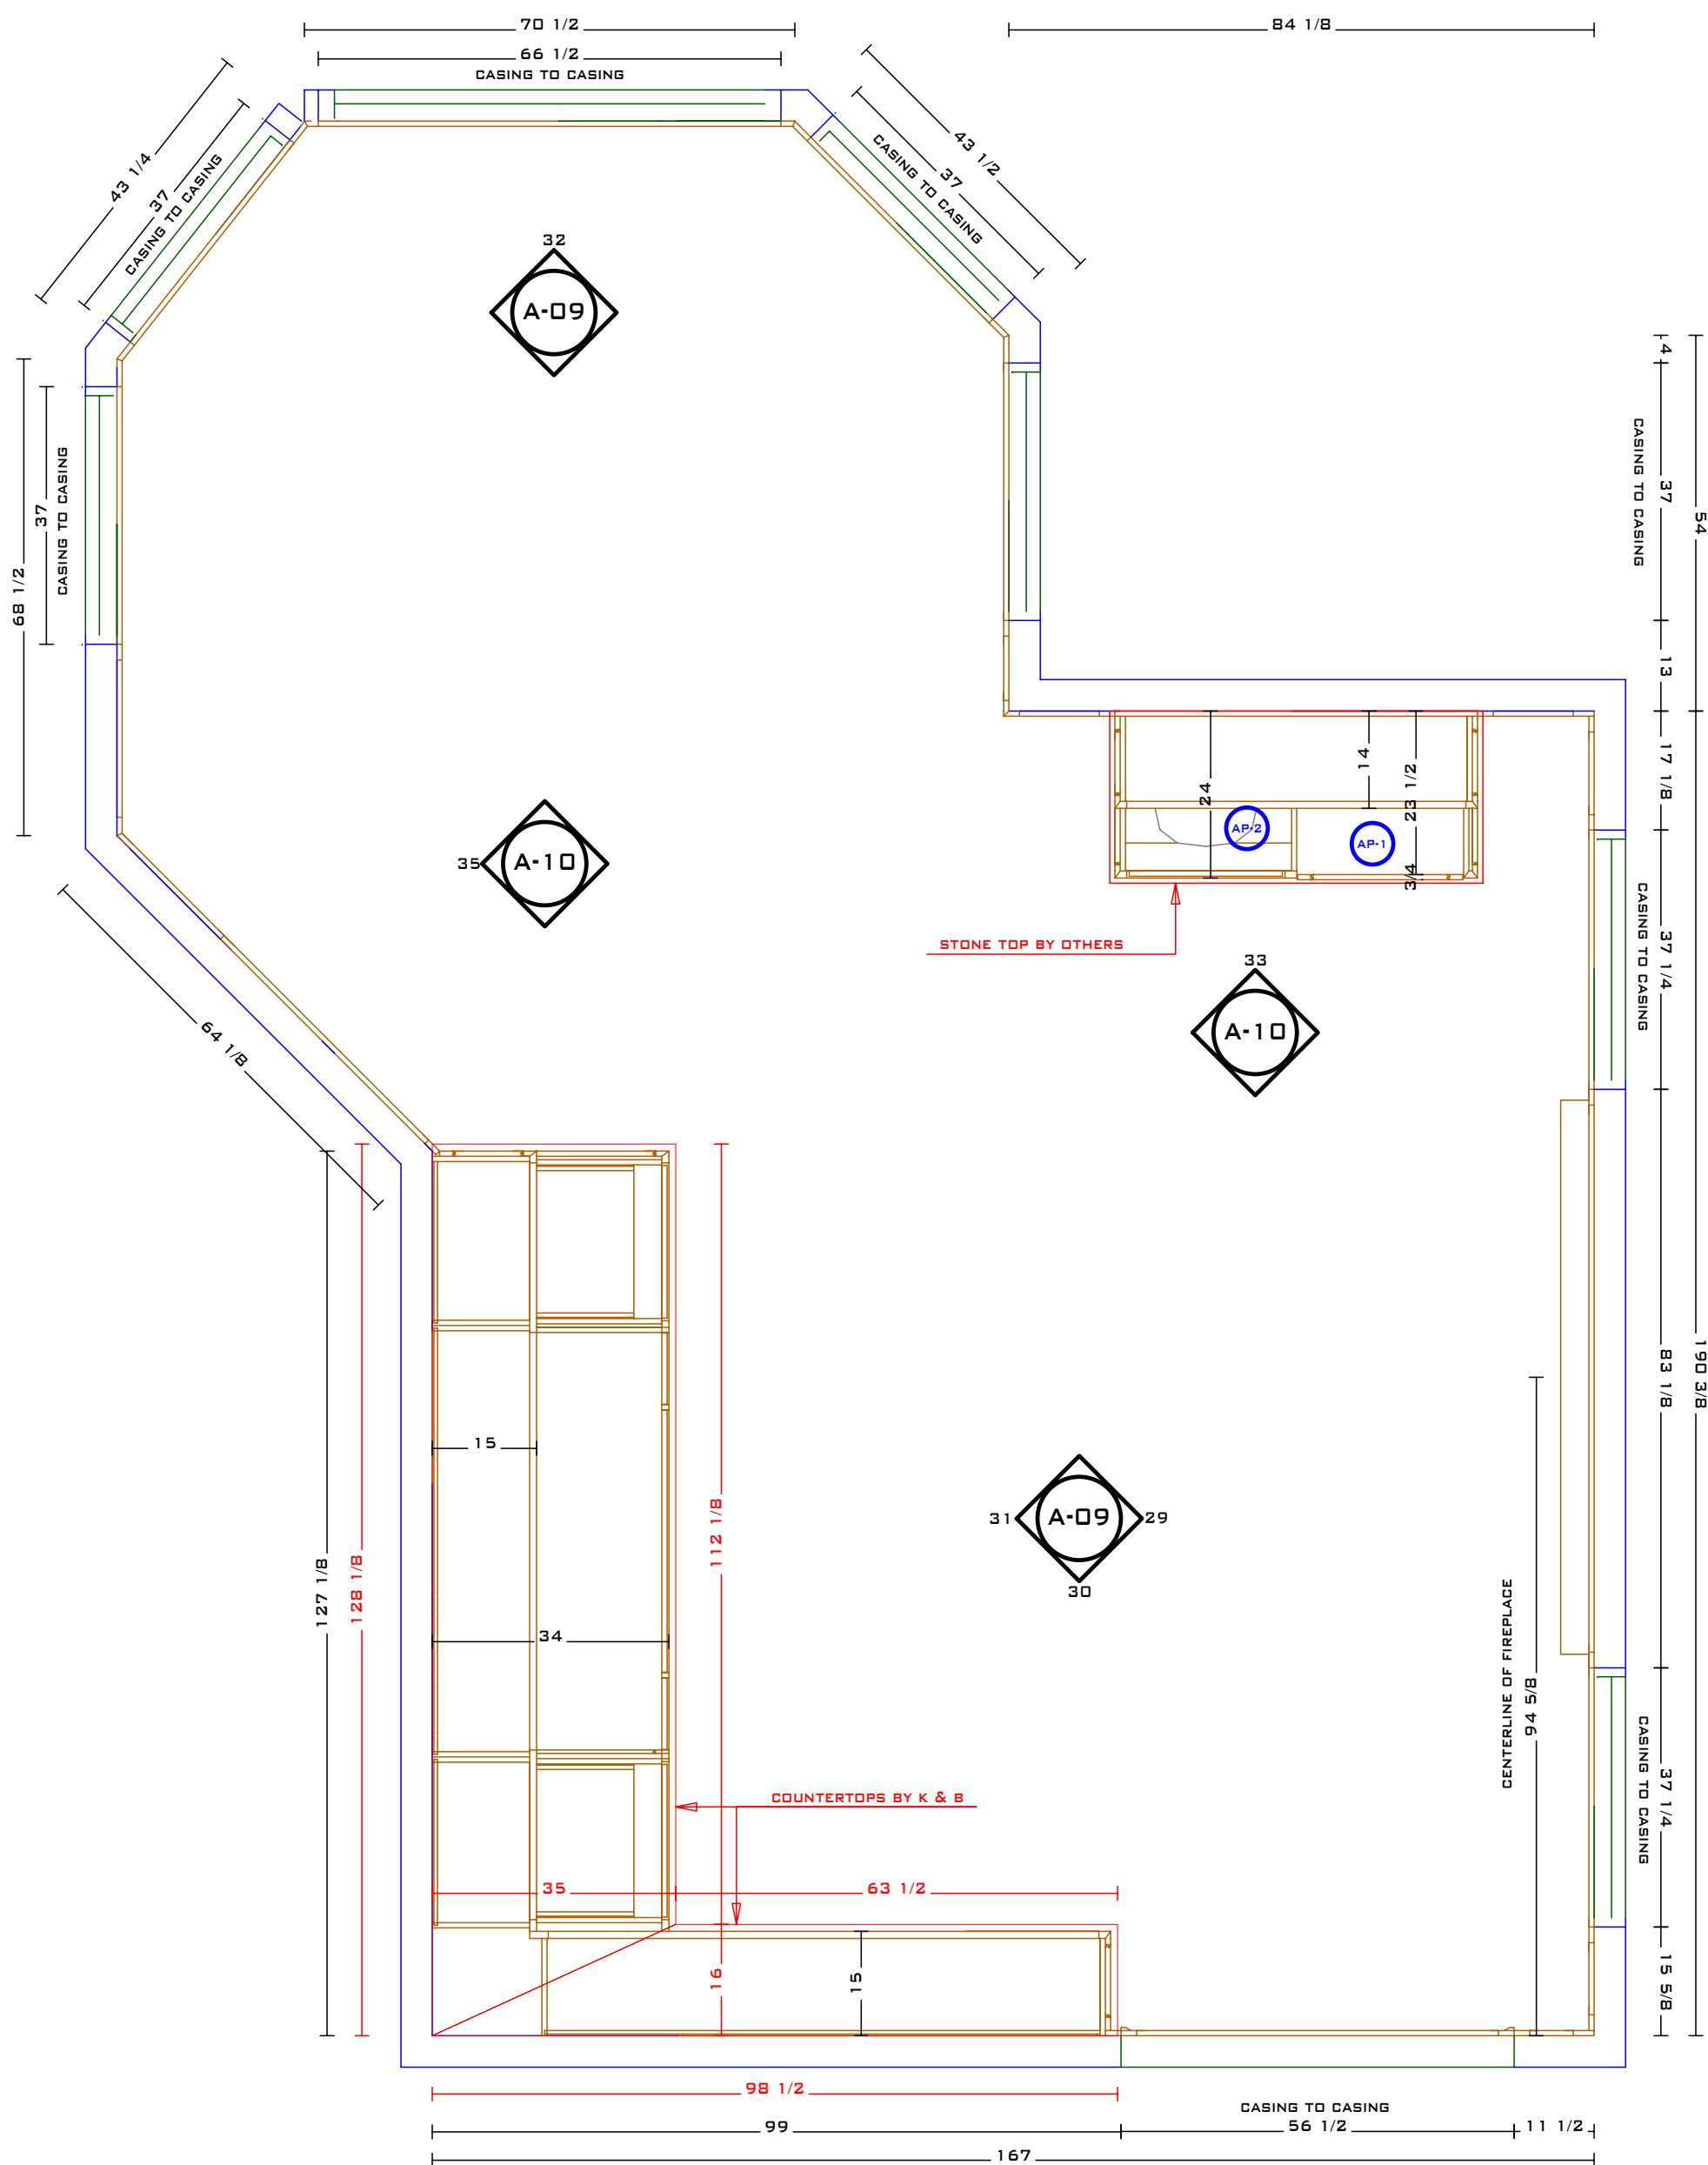 70 1/2
84 1/8
66 1/2
CASING TO CASING
43 1/4
37
CASING TO CASING
43 1/2
37
CASING TO CASING
32
A-09
4
37
CASING TO CASING
54
13
68 1/2
37
CASING TO CASING
17 1/8
24
14
23 1/2
3/4
AP-2
AP-1
35
A-10
STONE TOP BY OTHERS
33
A-10
37 1/4
CASING TO CASING
64 1/8
83 1/8
190 3/8
15
112 1/8
31
A-09
29
30
127 1/8
128 1/8
34
CENTERLINE OF FIREPLACE
94 5/8
COUNTERTOPS BY K & B
37 1/4
CASING TO CASING
35
63 1/2
16
15
15 5/8
98 1/2
CASING TO CASING
99
56 1/2
11 1/2
167